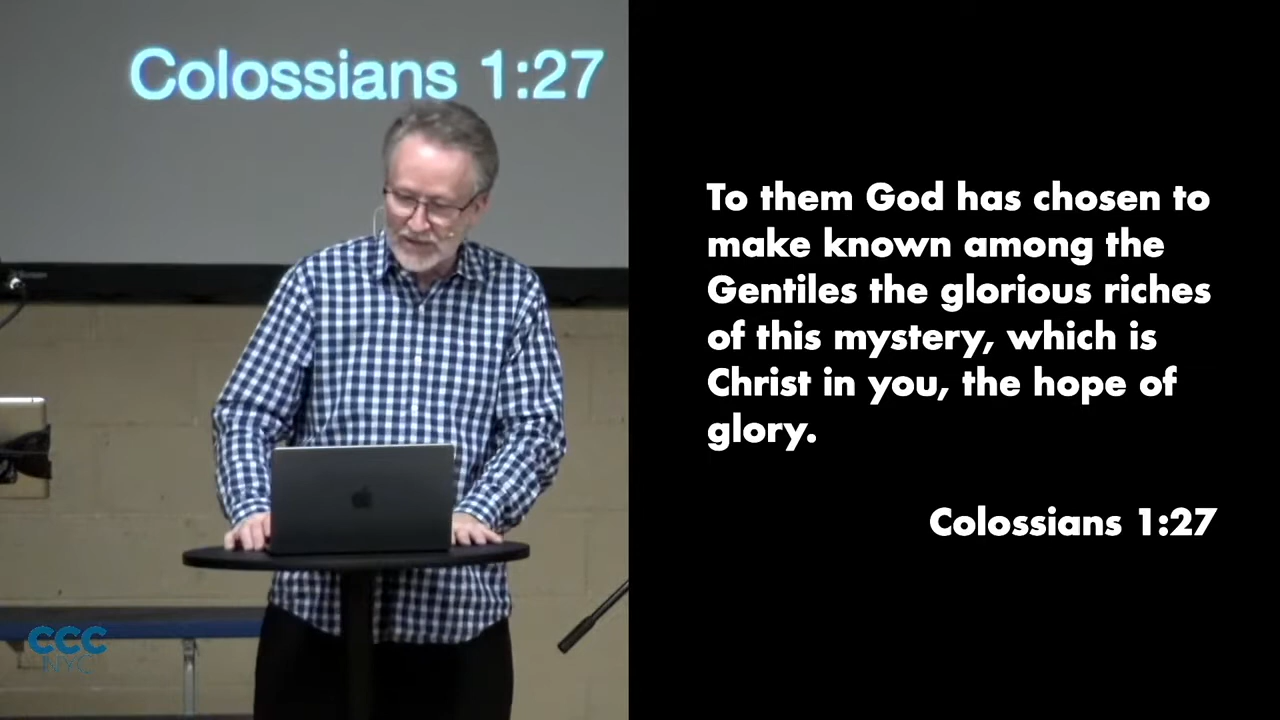 Colossians 1:27
To them God has chosen to
make known among the
Gentiles the glorious riches
of this mystery, which is
Christ in you, the hope of
glory.
Colossians 1:27
CCC
NYC